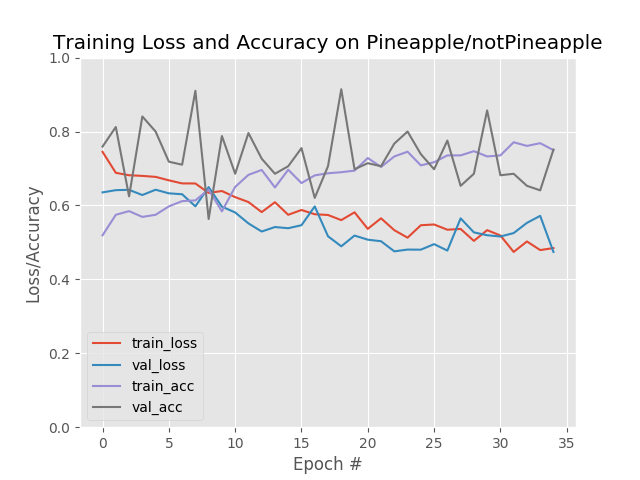 Training Loss and Accuracy on Pineapple/notPineapple
1.0
0.8
0.6
0.4
0.2
0.0
Loss/Accuracy
train_loss
val_loss
train_acc
val_acc
0 5 10 15 20 25 30 35
Epoch #